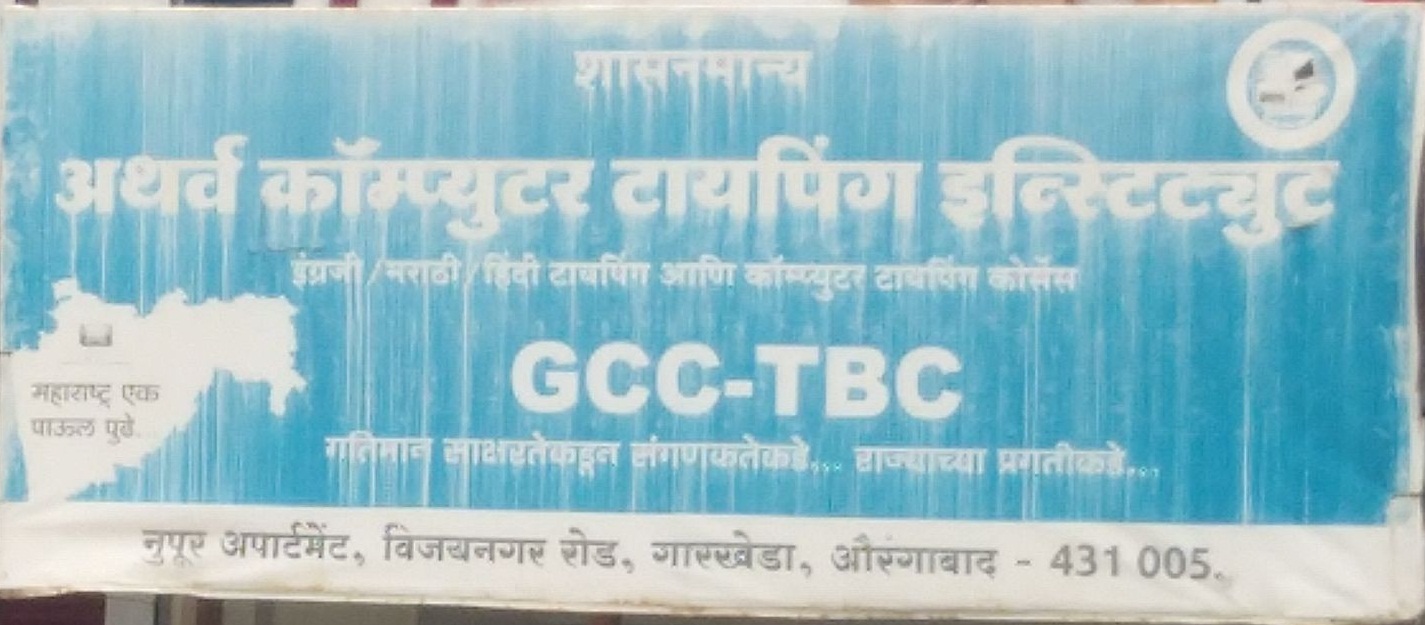 शासनमान्य
अथर्व कॉम्प्युटर टायपिंग इन्स्टिटच्युट
इंग्रजी / मराठी / हिंदी टायपिंग आणि कॉम्प्युटर टायपिंग कोर्सेस
GCC-TBC
महाराष्ट्र एक
पाऊल पुढे.
गतिमान साक्षरतेकडून संगणकतेकडे... राज्याच्या प्रगतीकडे...
नुपूर अपार्टमेंट, विजयनगर रोड, गारखेडा, औरंगाबाद - 431 005.